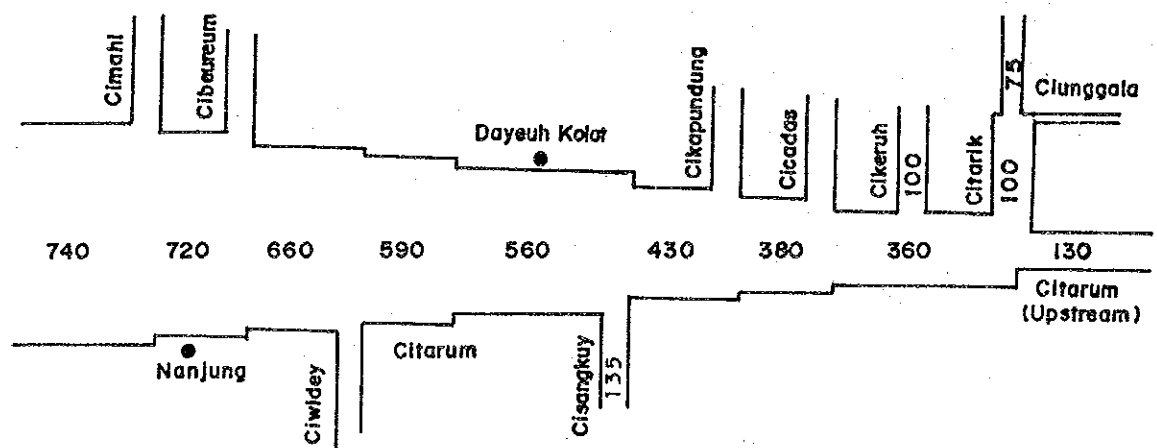 Cimahi
Cibeureum
Dayeuh Kolot
Cikapundung
Cicadas
Cikeruh
100
Citarik
100
75
Ciunggala
740 720 660 590 560 430 380 360 130
Nanjung
Ciwidey
Citarum
Cisangkuy
135
Citarum
(Upstream)